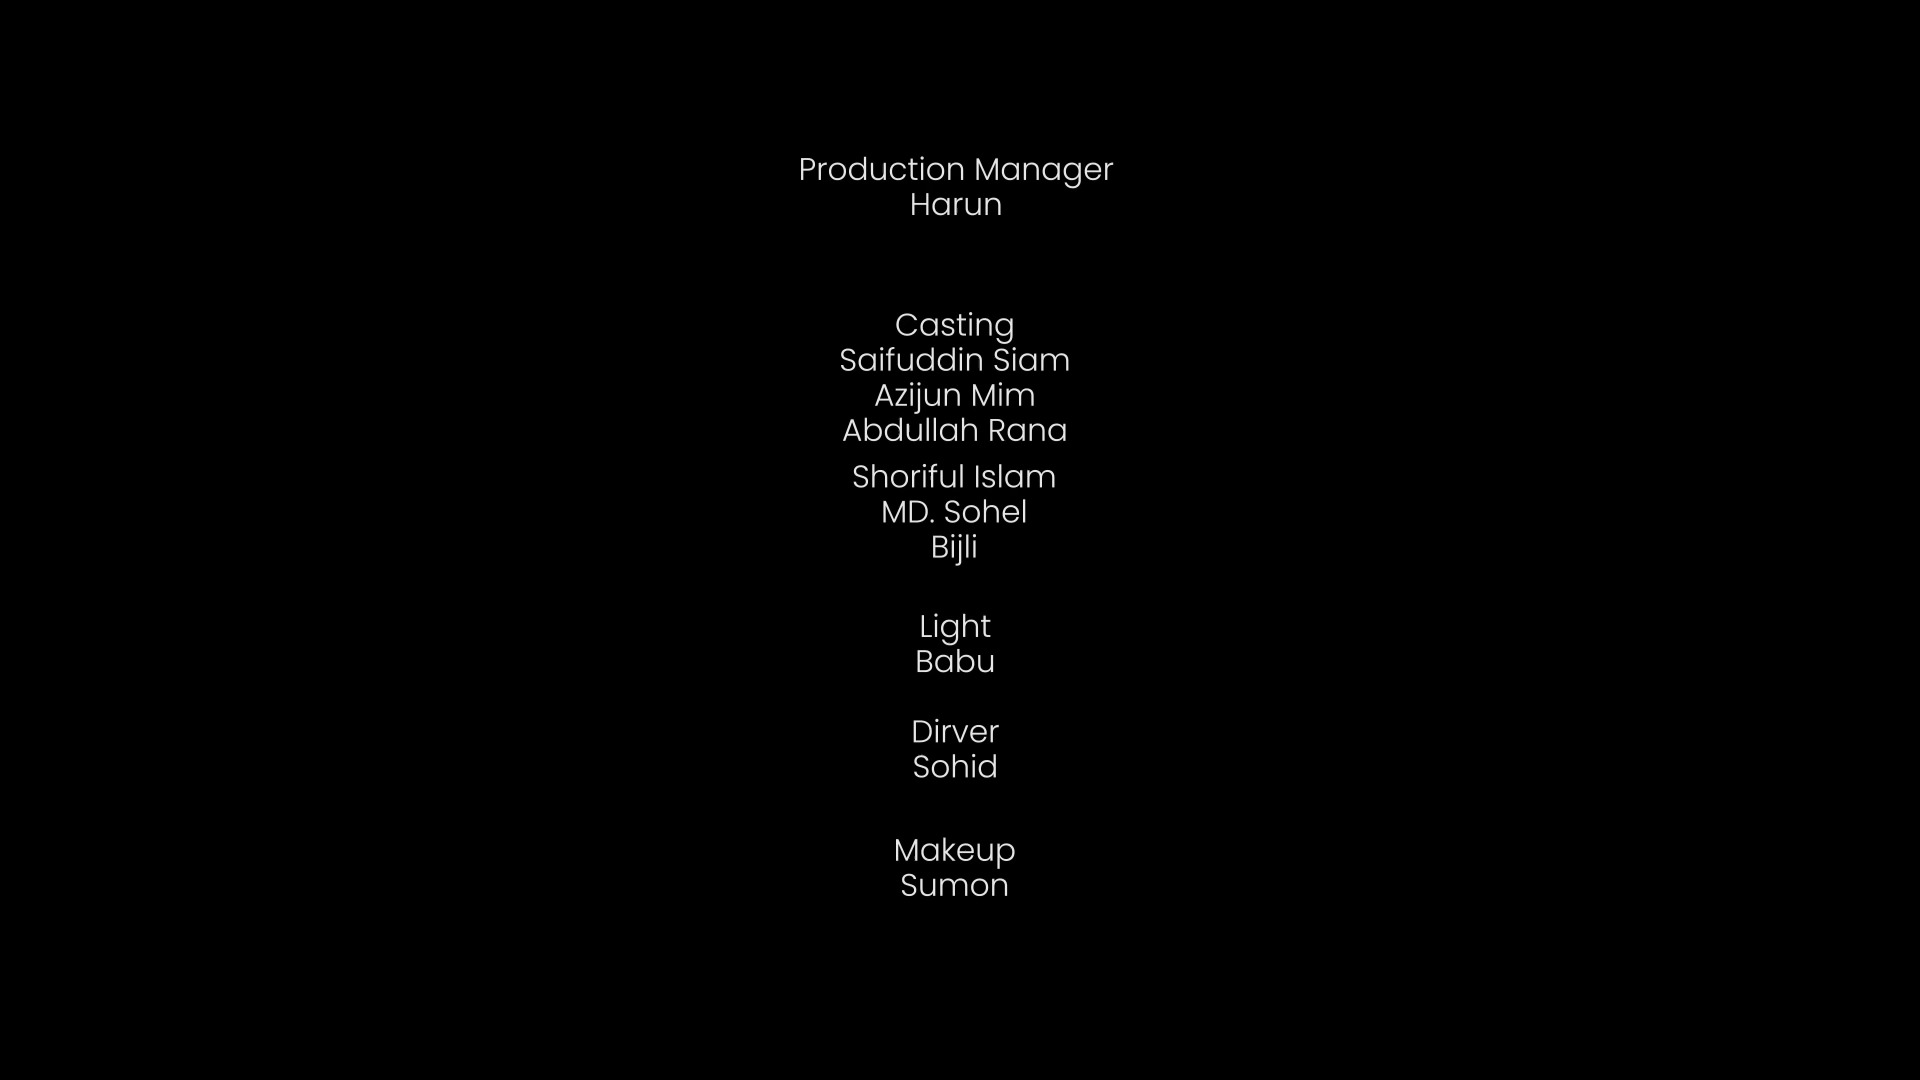 Production Manager
Harun
Casting
Saifuddin Siam
Azijun Mim
Abdullah Rana
Shoriful Islam
MD. Sohel
Bijli
Light
Babu
Dirver
Sohid
Makeup
Sumon